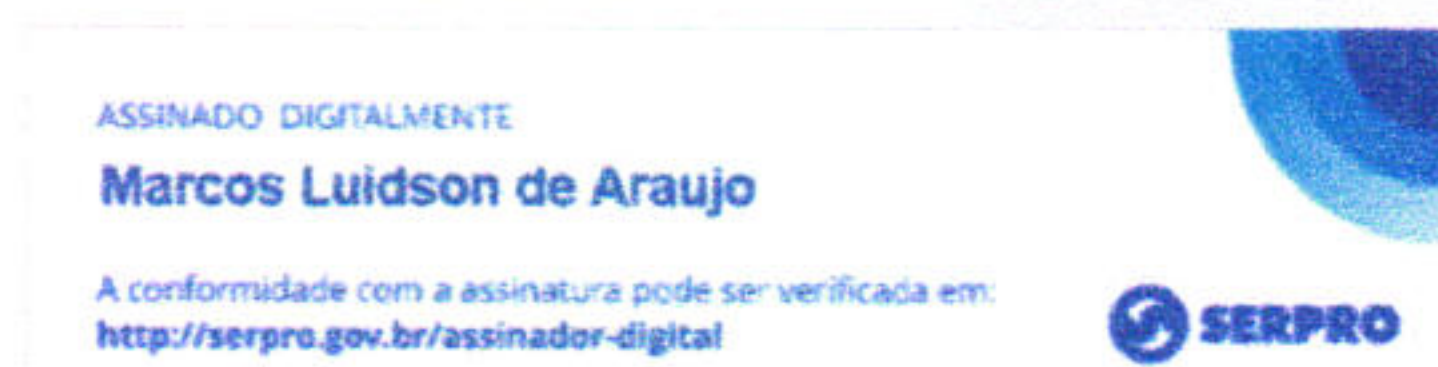 ASSINADO DIGITALMENTE
Marcos Luidson de Araujo
A conformidade com a assinatura pode ser verificada em:
http://serpro.gov.br/assinador-digital
SERPRO